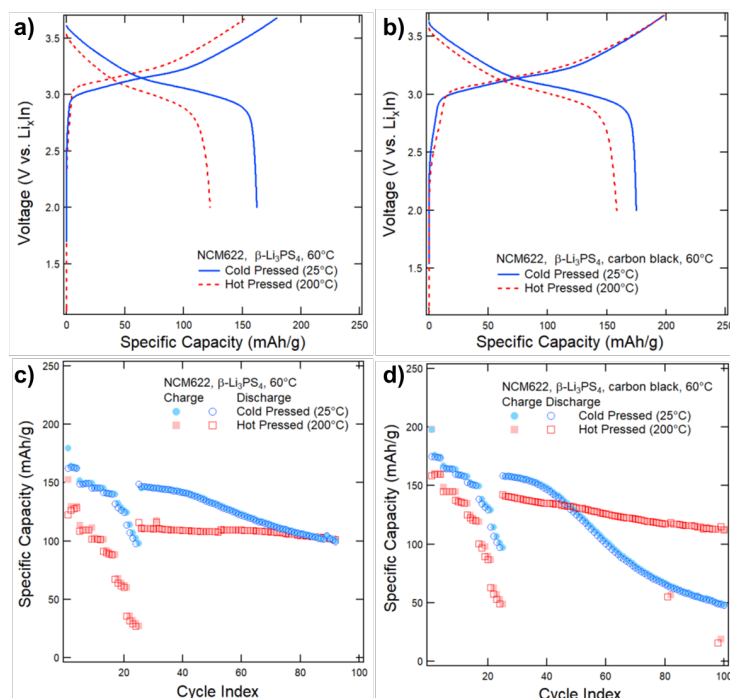 a)
Voltage (V vs. LiₓIn)
3.5
3.0
2.5
2.0
1.5
NCM622, β-Li₃PS₄, 60°C
Cold Pressed (25°C)
Hot Pressed (200°C)
0 50 100 150 200 250
Specific Capacity (mAh/g)
b)
Voltage (V vs. LiₓIn)
3.5
3.0
2.5
2.0
1.5
NCM622, β-Li₃PS₄, carbon black, 60°C
Cold Pressed (25°C)
Hot Pressed (200°C)
0 50 100 150 200 250
Specific Capacity (mAh/g)
c)
Specific Capacity (mAh/g)
250
200
150
100
50
0
NCM622, β-Li₃PS₄, 60°C
Charge Discharge
Cold Pressed (25°C)
Hot Pressed (200°C)
0 20 40 60 80 100
Cycle Index
d)
Specific Capacity (mAh/g)
250
200
150
100
50
0
NCM622, β-Li₃PS₄, carbon black, 60°C
Charge Discharge
Cold Pressed (25°C)
Hot Pressed (200°C)
0 20 40 60 80 100
Cycle Index